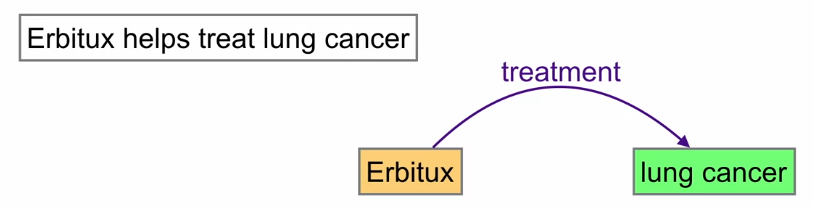 Erbitux helps treat lung cancer
treatment
Erbitux
lung cancer